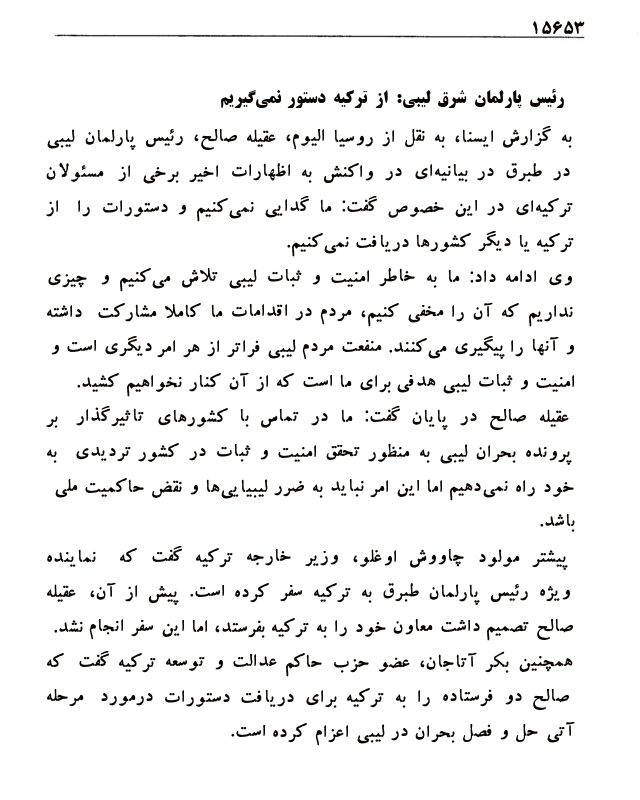 ۱۵۶۵۳
رئیس پارلمان شرق لیبی: از ترکیه دستور نمی‌گیریم
به گزارش ایسنا، به نقل از روسیا الیوم، عقیله صالح، رئیس پارلمان لیبی
در طبرق در بیانیه‌ای در واکنش به اظهارات اخیر برخی از مسئولان
ترکیه‌ای در این خصوص گفت: ما گدایی نمی‌کنیم و دستورات را از
ترکیه یا دیگر کشورها دریافت نمی‌کنیم.
وی ادامه داد: ما به خاطر امنیت و ثبات لیبی تلاش می‌کنیم و چیزی
نداریم که آن را مخفی کنیم، مردم در اقدامات ما کاملا مشارکت داشته
و آنها را پیگیری می‌کنند. منفعت مردم لیبی فراتر از هر امر دیگری است و
امنیت و ثبات لیبی هدفی برای ما است که از آن کنار نخواهیم کشید.
عقیله صالح در پایان گفت: ما در تماس با کشورهای تاثیرگذار بر
پرونده بحران لیبی به منظور تحقق امنیت و ثبات در کشور تردیدی به
خود راه نمی‌دهیم اما این امر نباید به ضرر لیبیایی‌ها و نقض حاکمیت ملی
باشد.
پیشتر مولود چاووش اوغلو، وزیر خارجه ترکیه گفت که نماینده
ویژه رئیس پارلمان طبرق به ترکیه سفر کرده است. پیش از آن، عقیله
صالح تصمیم داشت معاون خود را به ترکیه بفرستد، اما این سفر انجام نشد.
همچنین بکر آتاجان، عضو حزب حاکم عدالت و توسعه ترکیه گفت که
صالح دو فرستاده را به ترکیه برای دریافت دستورات درمورد مرحله
آتی حل و فصل بحران در لیبی اعزام کرده است.